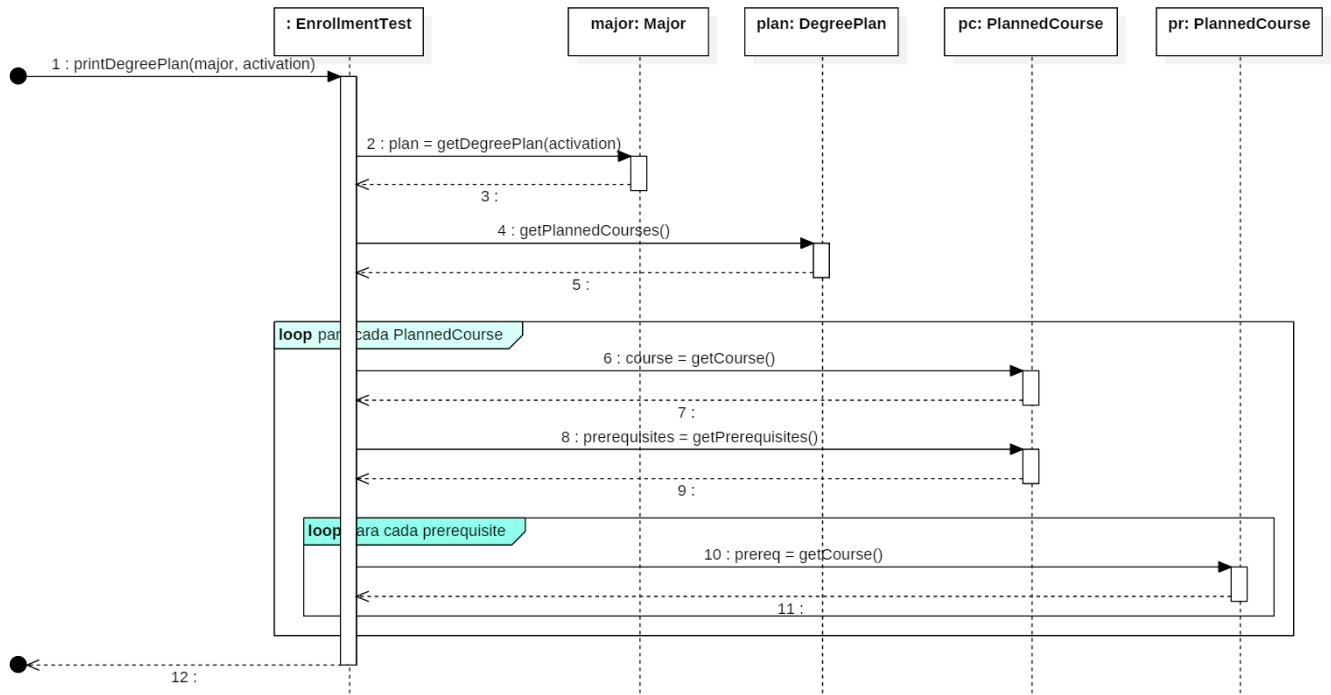 : EnrollmentTest
major: Major
plan: DegreePlan
pc: PlannedCourse
pr: PlannedCourse
1 : printDegreePlan(major, activation)
2 : plan = getDegreePlan(activation)
3 :
4 : getPlannedCourses()
5 :
loop para cada PlannedCourse
6 : course = getCourse()
7 :
8 : prerequisites = getPrerequisites()
9 :
loop para cada prerequisite
10 : prereq = getCourse()
11 :
12 :